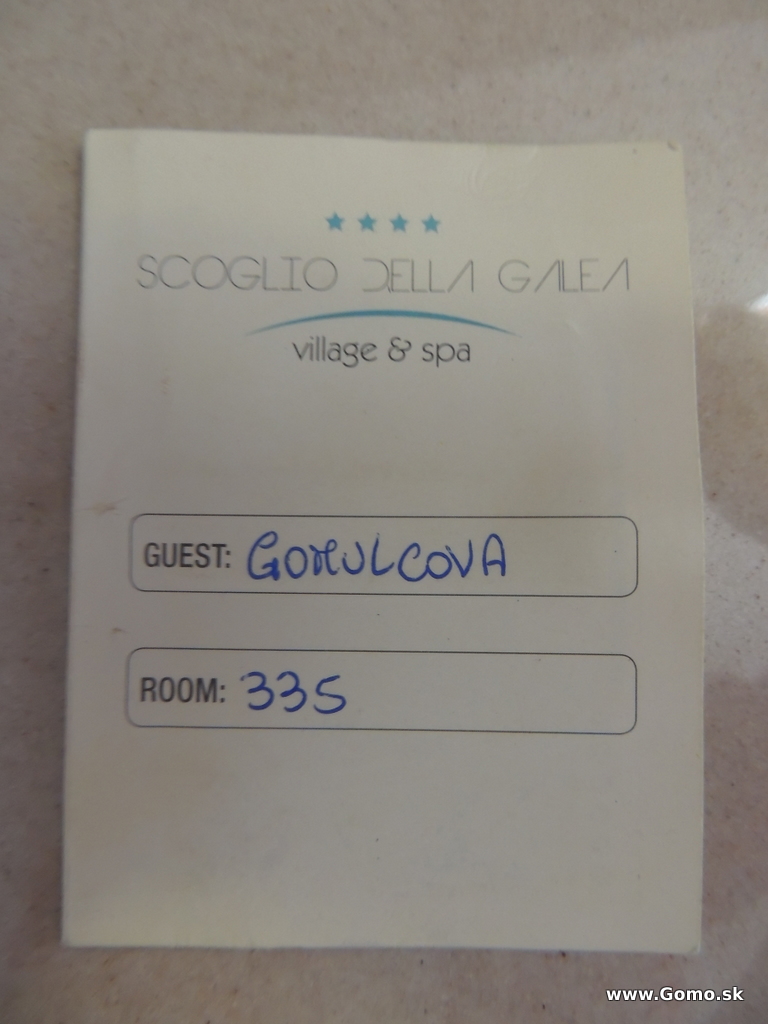 SCOGLIO DELLA GALEA
village & spa
GUEST: GOMULCOVA
ROOM: 335
www.Gomo.sk